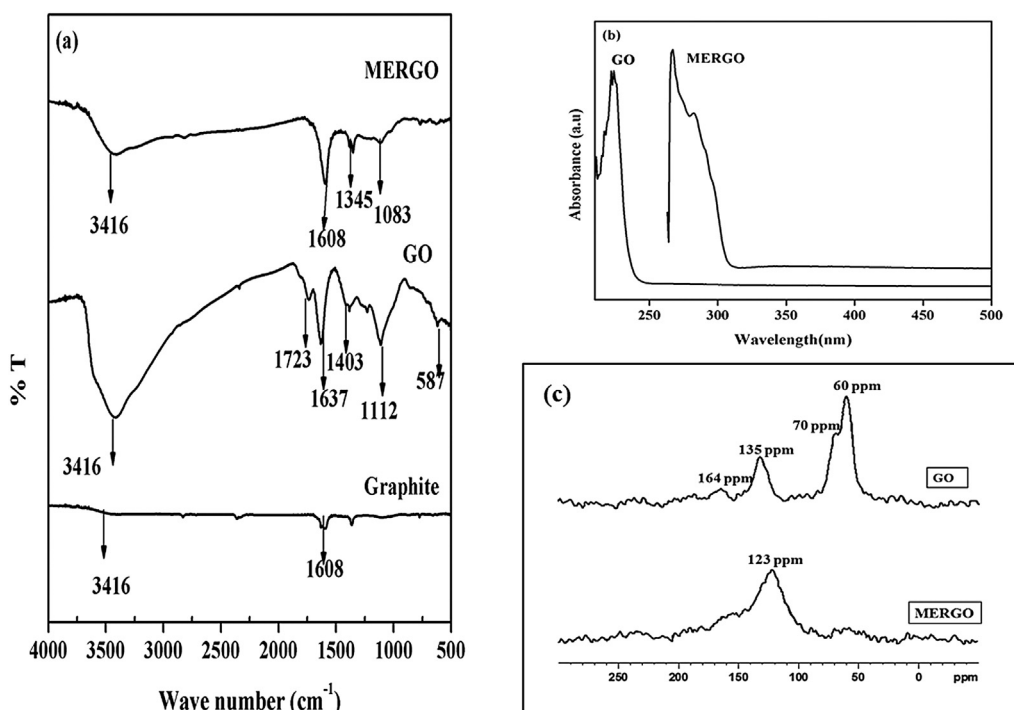 (a)
MERGO
3416
1608
1345
1083
GO
3416
1723
1637
1403
1112
587
Graphite
3416
1608
% T
4000 3500 3000 2500 2000 1500 1000 500
Wave number (cm⁻¹)
(b)
GO
MERGO
Absorbance (a.u)
250 300 350 400 450 500
Wavelength(nm)
(c)
60 ppm
70 ppm
135 ppm
164 ppm
GO
123 ppm
MERGO
250 200 150 100 50 0 ppm